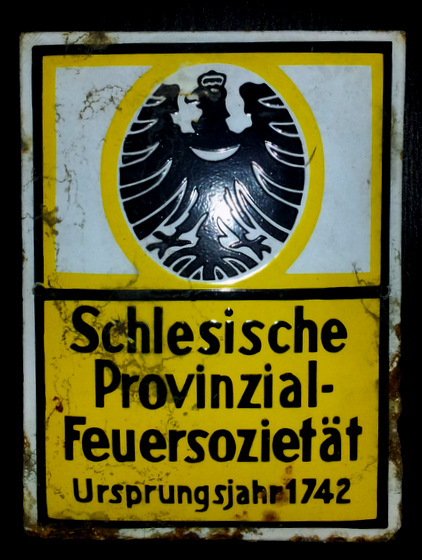 Schlesische
Provinzial-
Feuersozietät
Ursprungsjahr 1742